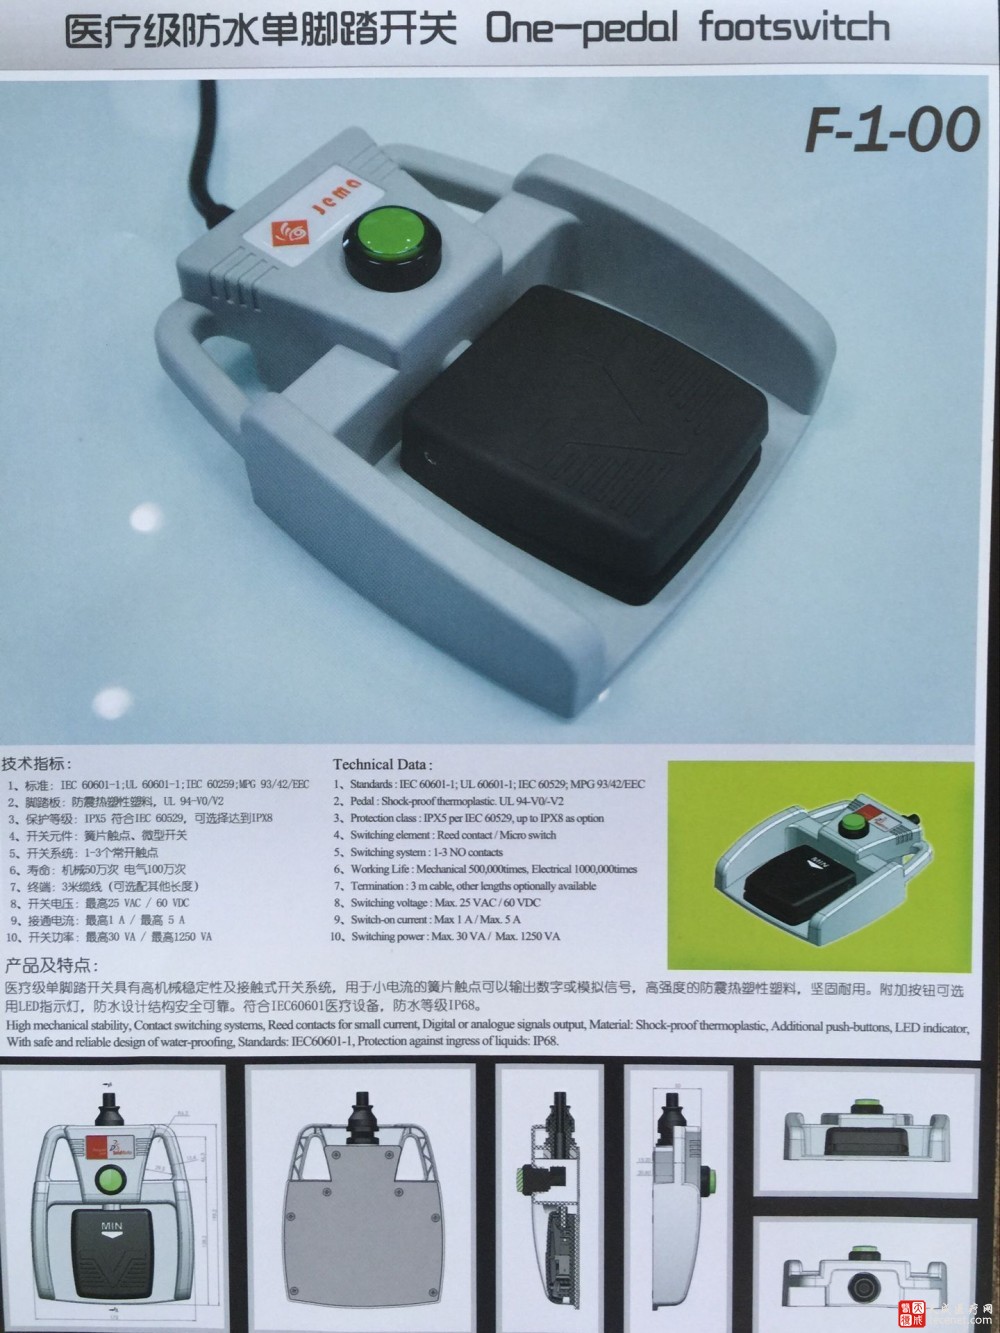 医疗级防水单脚踏开关 One-pedal footswitch
F-1-00
Jema
技术指标:
1、标准: IEC 60601-1;UL 60601-1;IEC 60259;MPG 93/42/EEC
2、脚踏板: 防震热塑性塑料, UL 94-V0/V2
3、保护等级: IPX5 符合IEC 60529, 可选择达到IPX8
4、开关元件: 簧片触点、微型开关
5、开关系统: 1-3个常开触点
6、寿命: 机械50万次 电气100万次
7、终端: 3米缆线 (可选配其他长度)
8、开关电压: 最高25 VAC / 60 VDC
9、接通电流: 最高1 A / 最高 5 A
10、开关功率: 最高30 VA / 最高1250 VA
Technical Data :
1、Standards : IEC 60601-1; UL 60601-1; IEC 60529; MPG 93/42/EEC
2、Pedal : Shock-proof thermoplastic. UL 94-V0/-V2
3、Protection class : IPX5 per IEC 60529, up to IPX8 as option
4、Switching element : Reed contact / Micro switch
5、Switching system : 1-3 NO contacts
6、Working Life : Mechanical 500,000times, Electrical 1000,000times
7、Termination : 3 m cable, other lengths optionally available
8、Switching voltage : Max. 25 VAC / 60 VDC
9、Switch-on current : Max 1 A / Max. 5 A
10、Switching power : Max. 30 VA / Max. 1250 VA
MIN
产品及特点:
医疗级单脚踏开关具有高机械稳定性及接触式开关系统, 用于小电流的簧片触点可以输出数字或模拟信号, 高强度的防震热塑性塑料, 坚固耐用。附加按钮可选
用LED指示灯, 防水设计结构安全可靠。符合IEC60601医疗设备, 防水等级IP68。
High mechanical stability, Contact switching systems, Reed contacts for small current, Digital or analogue signals output, Material: Shock-proof thermoplastic, Additional push-buttons, LED indicator,
With safe and reliable design of water-proofing, Standards: IEC60601-1, Protection against ingress of liquids: IP68.
MIN